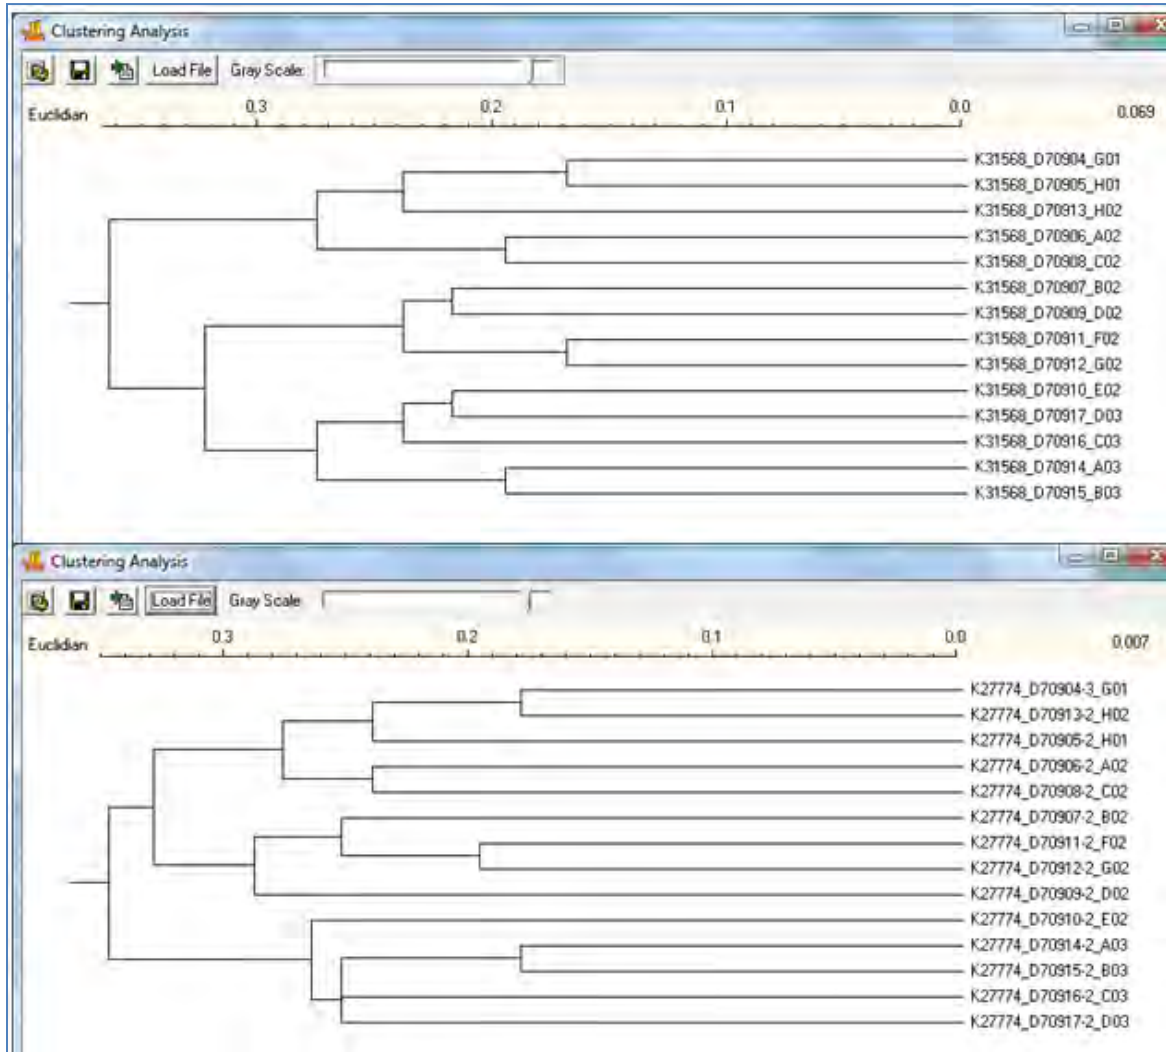 Clustering Analysis
Load File Gray Scale:
Euclidian 0.3 0.2 0.1 0.0 0.069
K31568_D70904_G01
K31568_D70905_H01
K31568_D70913_H02
K31568_D70906_A02
K31568_D70908_C02
K31568_D70907_B02
K31568_D70909_D02
K31568_D70911_F02
K31568_D70912_G02
K31568_D70910_E02
K31568_D70917_D03
K31568_D70916_C03
K31568_D70914_A03
K31568_D70915_B03
Clustering Analysis
Load File Gray Scale
Euclidian 0.3 0.2 0.1 0.0 0.007
K27774_D70904-3_G01
K27774_D70913-2_H02
K27774_D70905-2_H01
K27774_D70906-2_A02
K27774_D70908-2_C02
K27774_D70907-2_B02
K27774_D70911-2_F02
K27774_D70912-2_G02
K27774_D70909-2_D02
K27774_D70910-2_E02
K27774_D70914-2_A03
K27774_D70915-2_B03
K27774_D70916-2_C03
K27774_D70917-2_D03